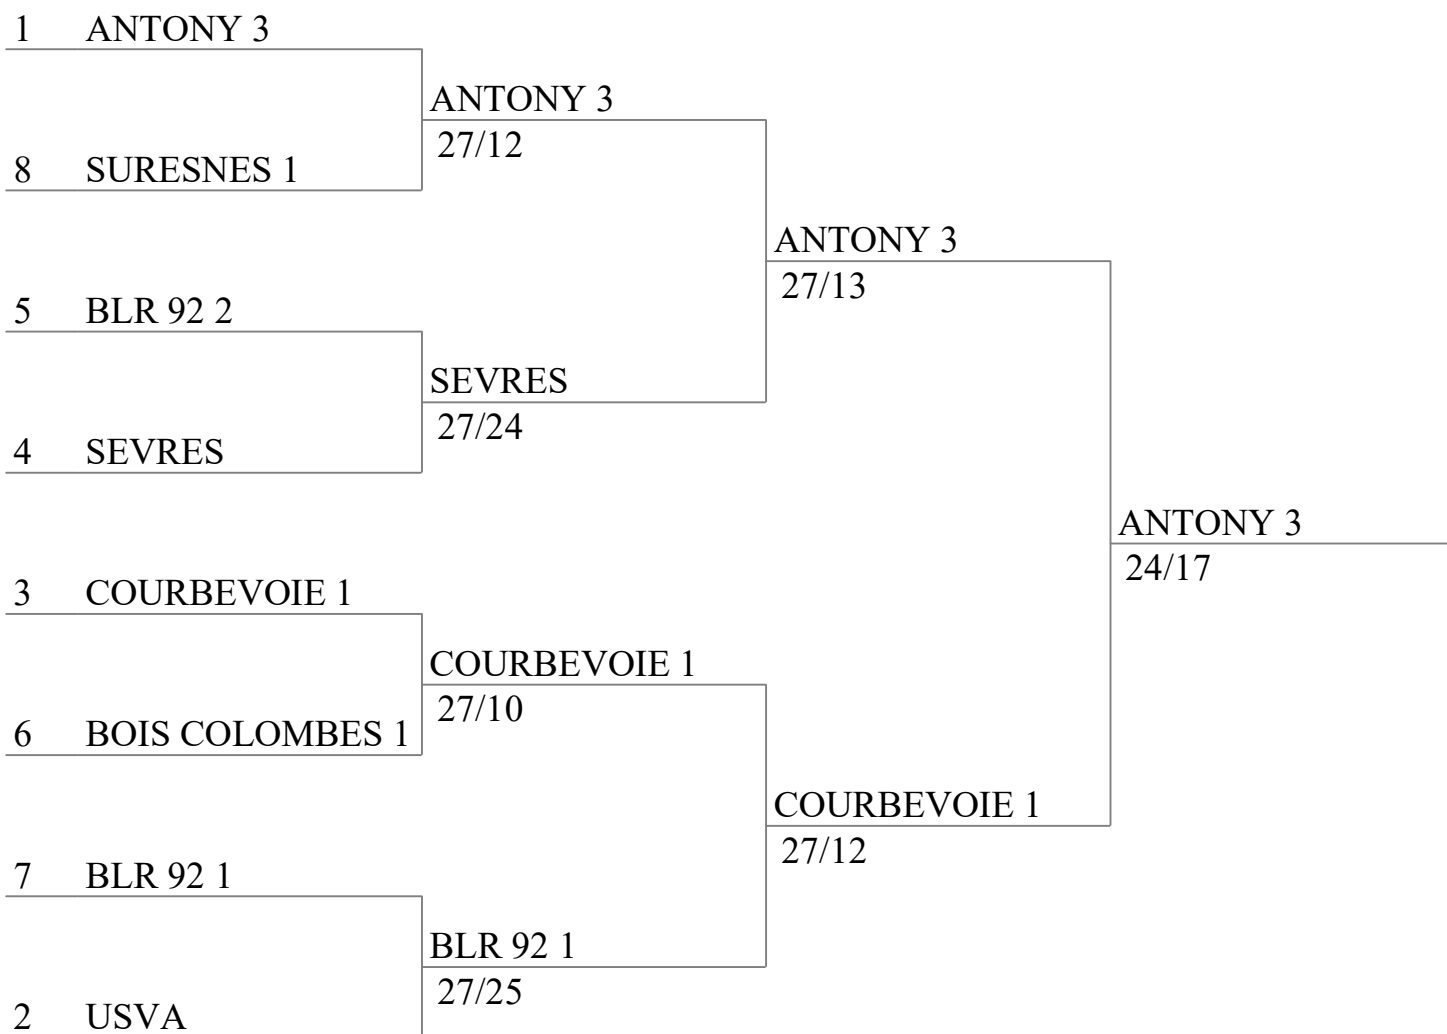 1 ANTONY 3
ANTONY 3
27/12
8 SURESNES 1
ANTONY 3
27/13
5 BLR 92 2
SEVRES
27/24
4 SEVRES
ANTONY 3
24/17
3 COURBEVOIE 1
COURBEVOIE 1
27/10
6 BOIS COLOMBES 1
COURBEVOIE 1
27/12
7 BLR 92 1
BLR 92 1
27/25
2 USVA